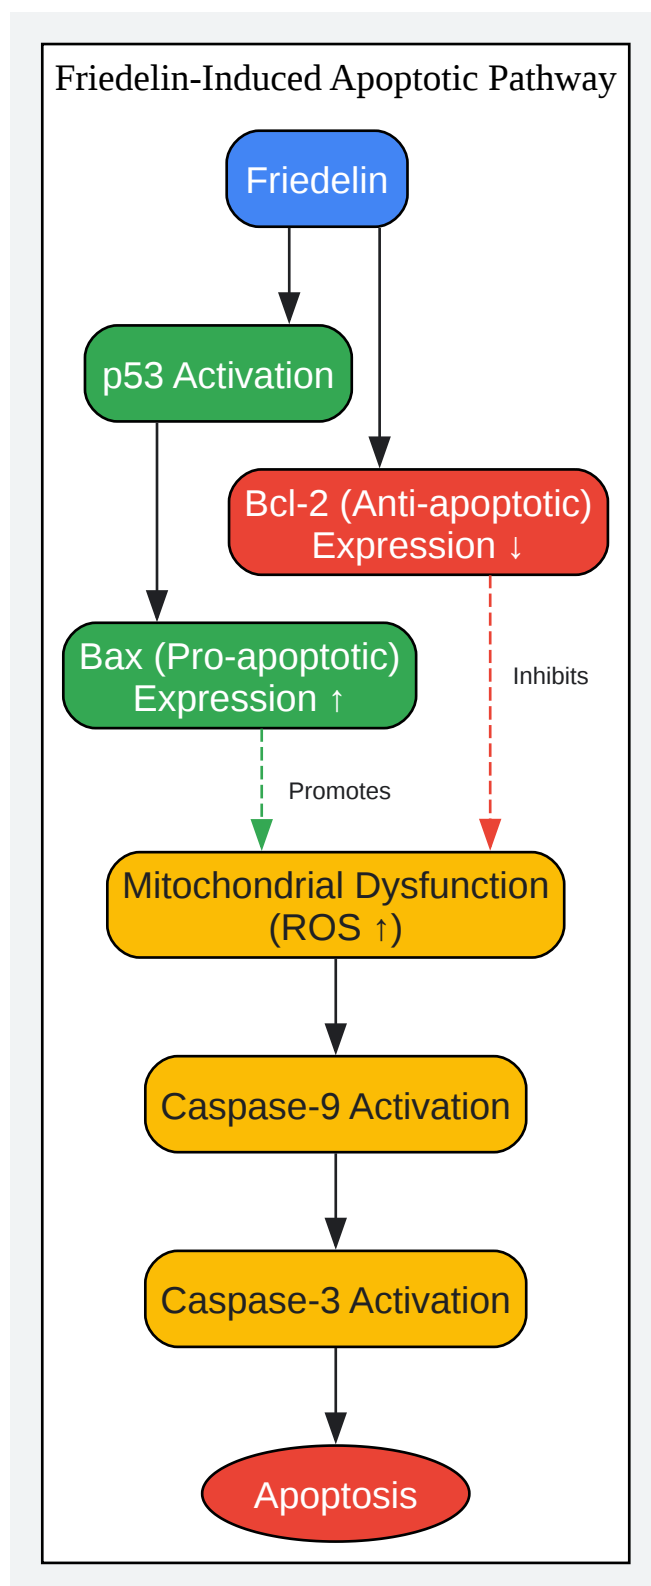 Friedelin-Induced Apoptotic Pathway
Friedelin
p53 Activation
Bcl-2 (Anti-apoptotic)
Expression ↓
Bax (Pro-apoptotic)
Expression ↑
Inhibits
Promotes
Mitochondrial Dysfunction
(ROS ↑)
Caspase-9 Activation
Caspase-3 Activation
Apoptosis